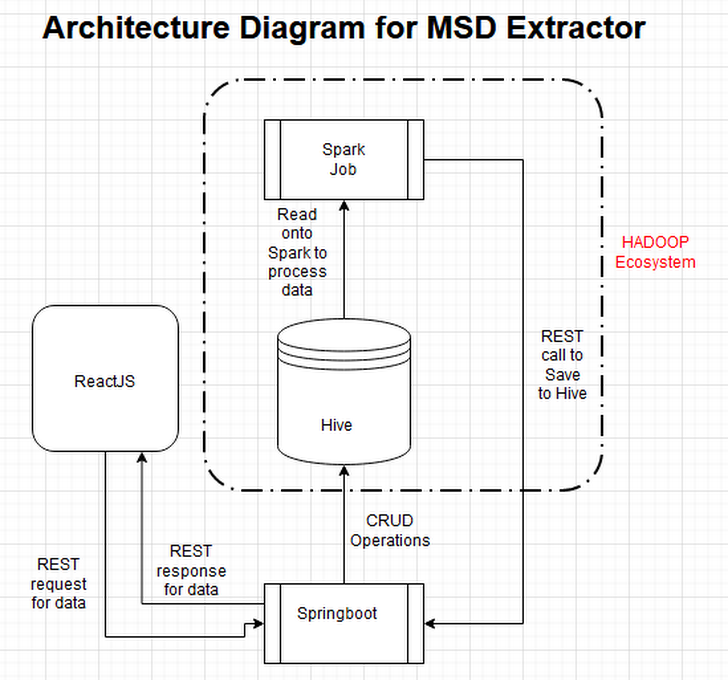 Architecture Diagram for MSD Extractor
Spark
Job
Read
onto
Spark to
process
data
HADOOP
Ecosystem
REST
call to
Save
to Hive
ReactJS
Hive
CRUD
Operations
REST
response
for data
REST
request
for data
Springboot